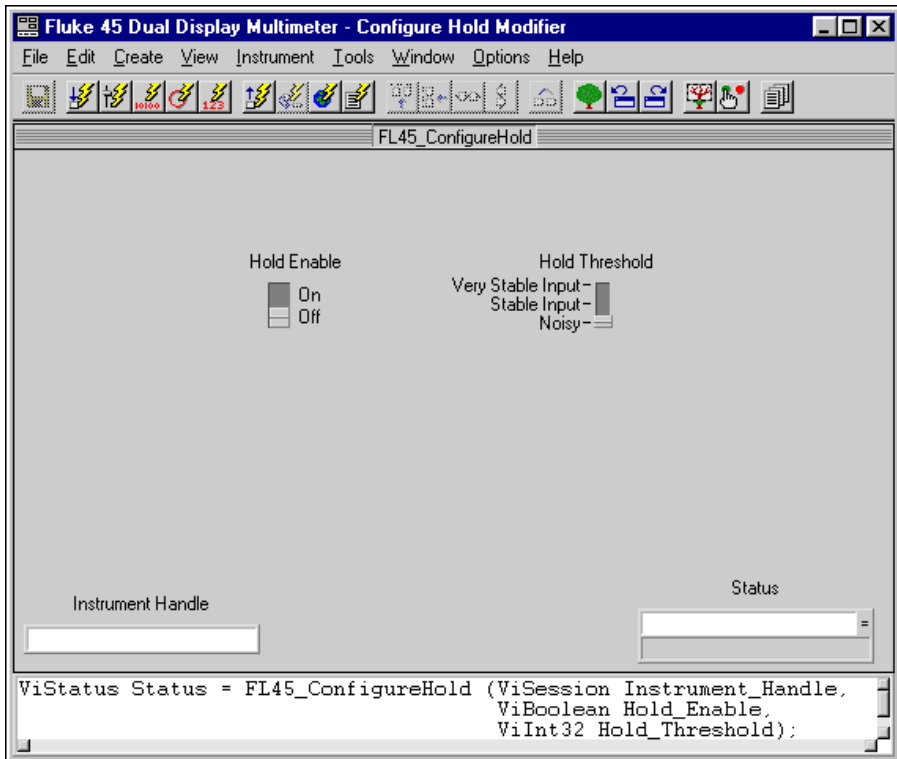 Fluke 45 Dual Display Multimeter - Configure Hold Modifier
File Edit Create View Instrument Tools Window Options Help
10100
123
FL45_ConfigureHold
Hold Enable
On
Off
Hold Threshold
Very Stable Input
Stable Input
Noisy
Instrument Handle
Status
=
ViStatus Status = FL45_ConfigureHold (ViSession Instrument_Handle,
ViBoolean Hold_Enable,
ViInt32 Hold_Threshold);